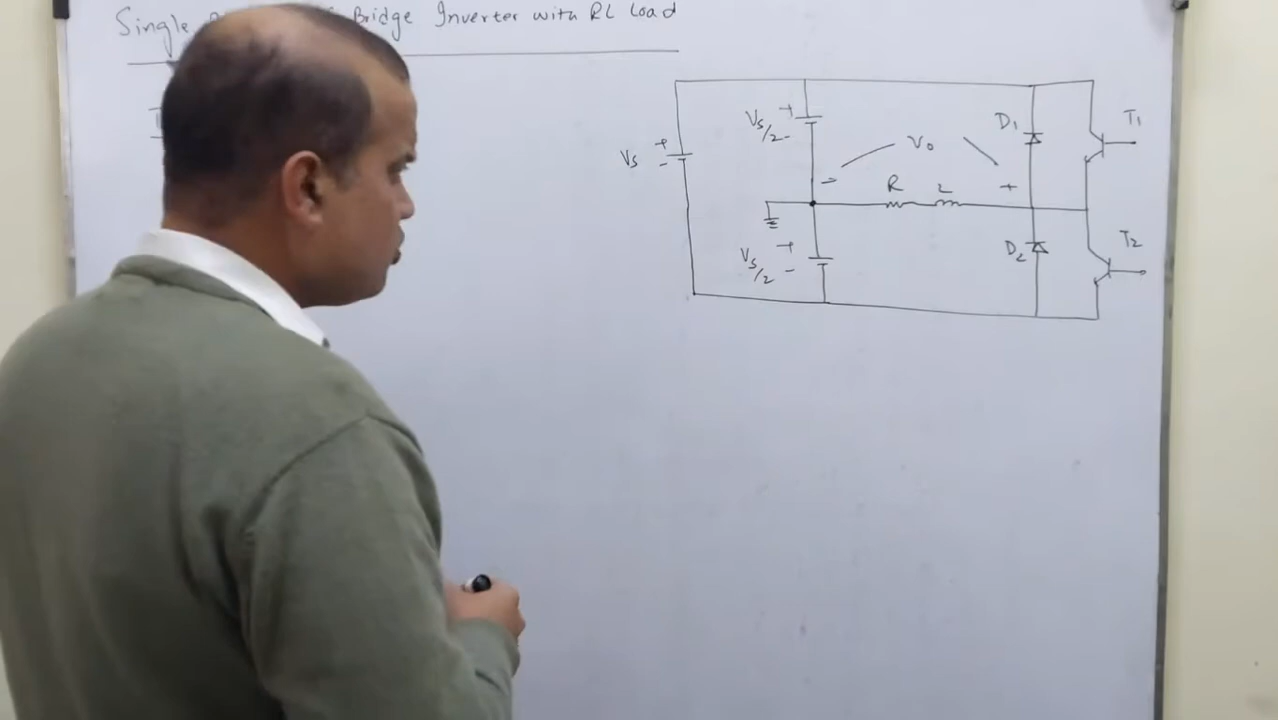 Single Bridge Inverter with RL Load
Vs + -
Vs/2 + -
Vo
D1
T1
R L
- +
Vs/2 + -
D2
T2